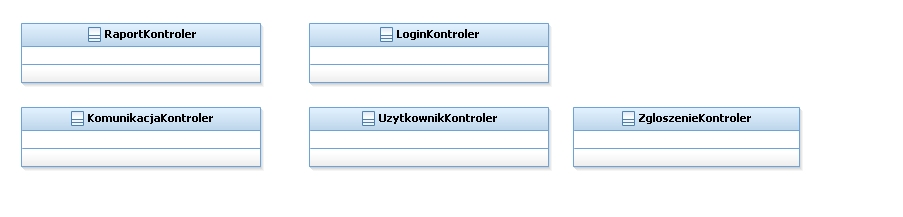 RaportKontroler
LoginKontroler
KomunikacjaKontroler
UzytkownikKontroler
ZgloszenieKontroler